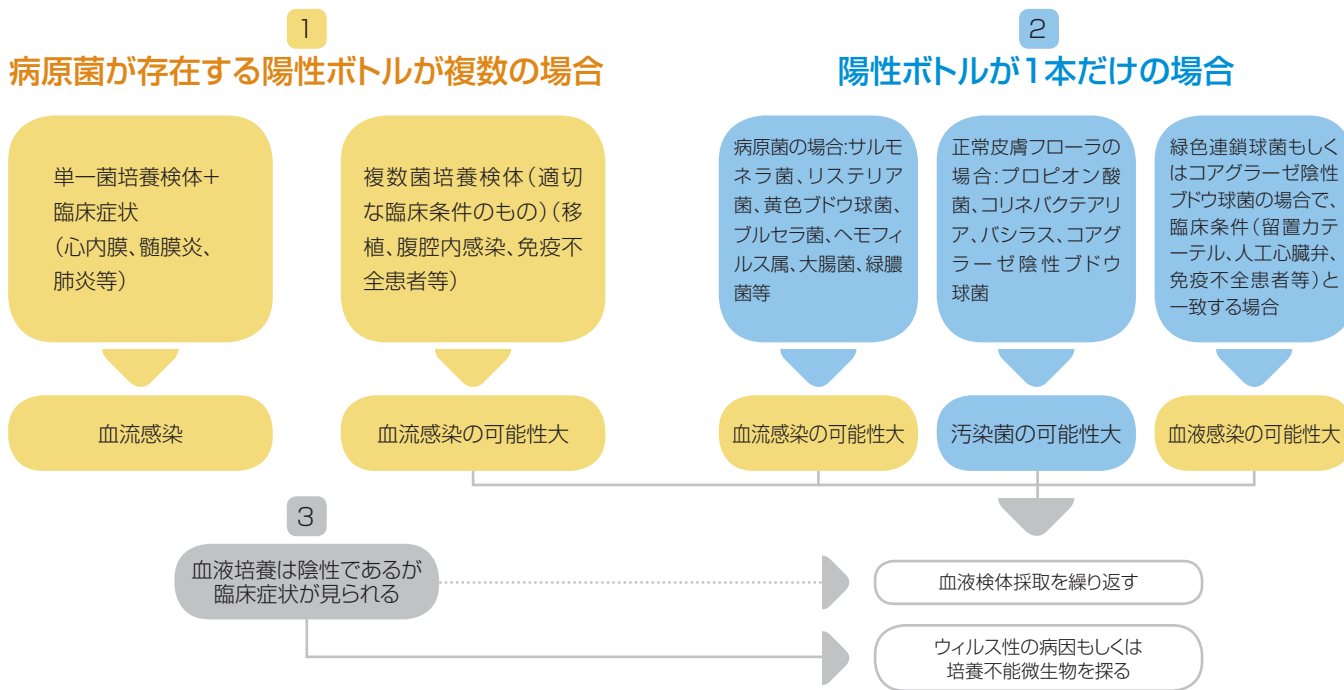 1
病原菌が存在する陽性ボトルが複数の場合
単一菌培養検体＋
臨床症状
（心内膜、髄膜炎、
肺炎等）
複数菌培養検体（適切
な臨床条件のもの）（移
植、腹腔内感染、免疫不
全患者等）
血流感染
血流感染の可能性大
2
陽性ボトルが1本だけの場合
病原菌の場合:サルモ
ネラ菌、リステリア
菌、黄色ブドウ球菌、
ブルセラ菌、ヘモフィ
ルス属、大腸菌、緑膿
菌等
正常皮膚フローラの
場合:プロピオン酸
菌、コリネバクテアリ
ア、バシラス、コアグ
ラーゼ陰性ブドウ
球菌
緑色連鎖球菌もしく
はコアグラーゼ陰性
ブドウ球菌の場合で、
臨床条件（留置カテ
ーテル、人工心臓弁、
免疫不全患者等）と
一致する場合
血流感染の可能性大
汚染菌の可能性大
血液感染の可能性大
3
血液培養は陰性であるが
臨床症状が見られる
血液検体採取を繰り返す
ウィルス性の病因もしくは
培養不能微生物を探る